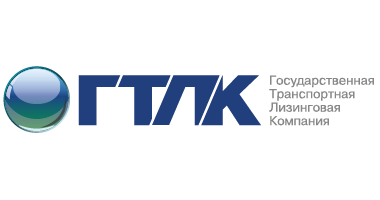 ГТЛК
Государственная
Транспортная
Лизинговая
Компания